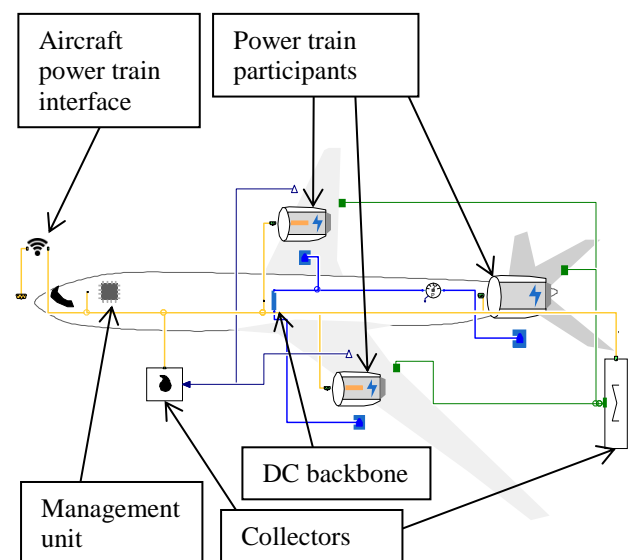 Aircraft
power train
interface
Power train
participants
DC backbone
Management
unit
Collectors